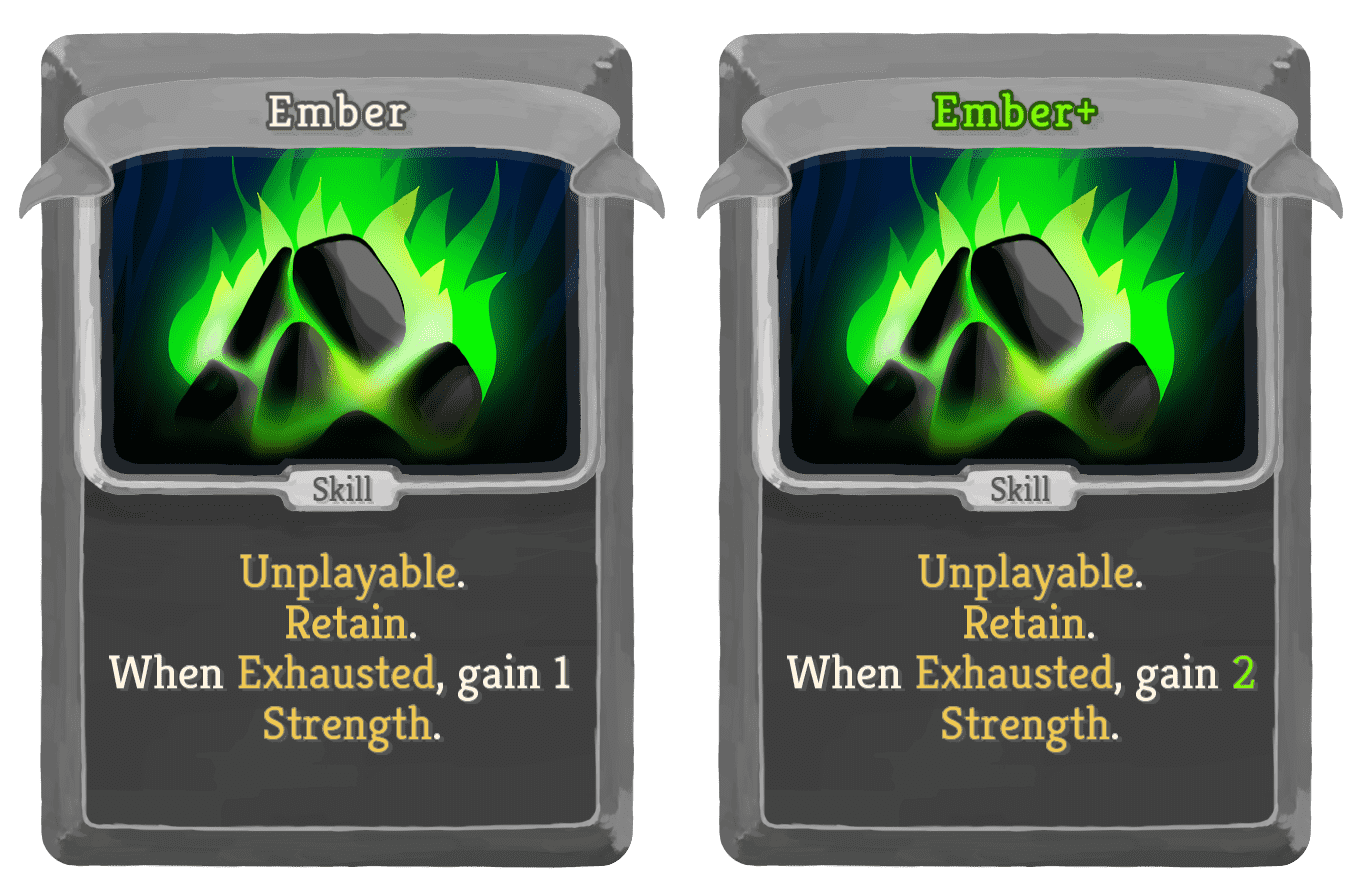 Ember
Skill
Unplayable.
Retain.
When Exhausted, gain 1
Strength.
Ember+
Skill
Unplayable.
Retain.
When Exhausted, gain 2
Strength.